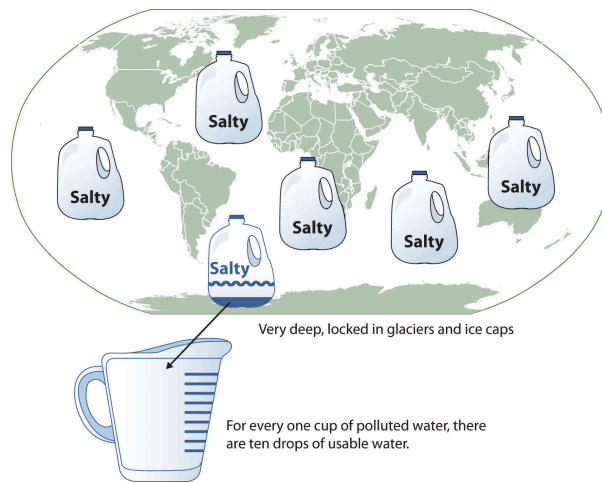 Salty
Salty
Salty
Salty
Salty
Salty
Very deep, locked in glaciers and ice caps
For every one cup of polluted water, there
are ten drops of usable water.